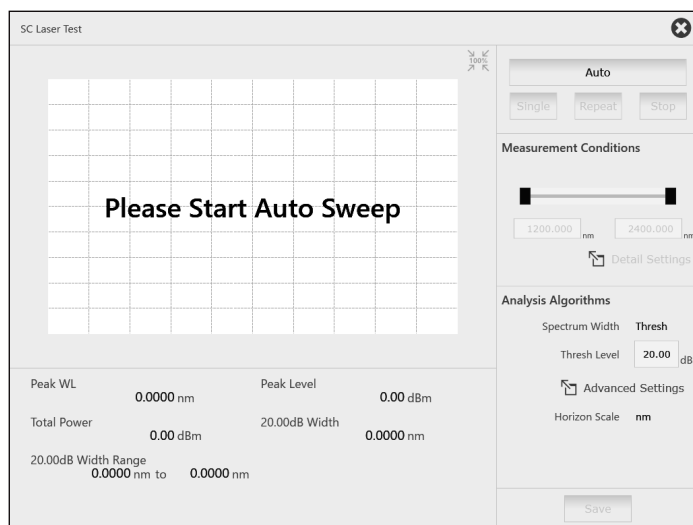 SC Laser Test
100%
Please Start Auto Sweep
Auto
Single Repeat Stop
Measurement Conditions
1200.000 nm 2400.000 nm
Detail Settings
Analysis Algorithms
Spectrum Width Thresh
Thresh Level 20.00 dB
Advanced Settings
Horizon Scale nm
Save
Peak WL 0.0000 nm
Peak Level 0.00 dBm
Total Power 0.00 dBm
20.00dB Width 0.0000 nm
20.00dB Width Range
0.0000 nm to 0.0000 nm